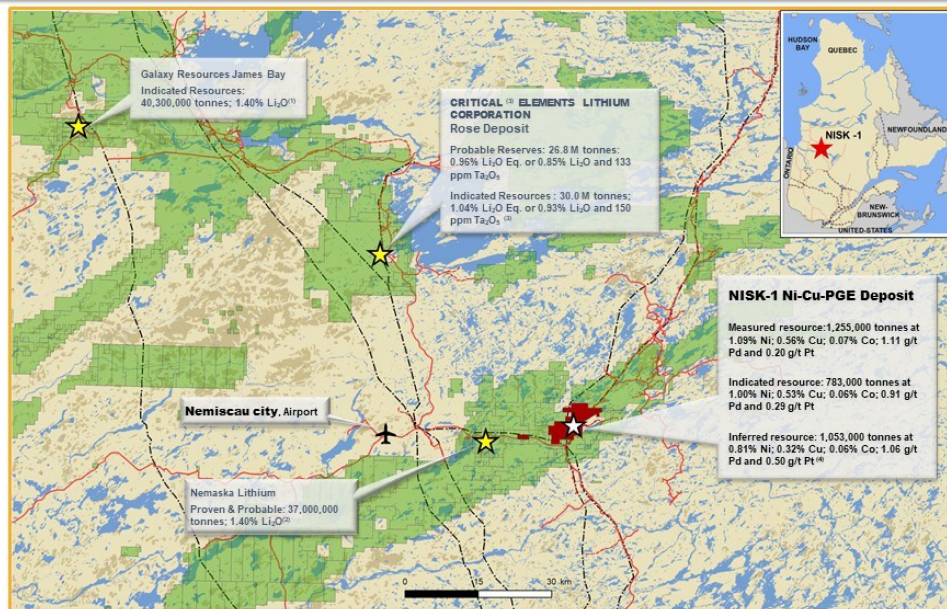 Galaxy Resources James Bay
Indicated Resources:
40,300,000 tonnes; 1.40% Li₂O⁽¹⁾
CRITICAL ⁽³⁾ ELEMENTS LITHIUM
CORPORATION
Rose Deposit
Probable Reserves: 26.8 M tonnes:
0.96% Li₂O Eq. or 0.85% Li₂O and 133
ppm Ta₂O₅
Indicated Resources : 30.0 M tonnes;
1.04% Li₂O Eq. or 0.93% Li₂O and 150
ppm Ta₂O₅ ⁽³⁾
HUDSON
BAY
QUEBEC
NISK -1
NEWFOUNDLAND
ONTARIO
NEW-
BRUNSWICK
UNITED-STATES
NISK-1 Ni-Cu-PGE Deposit
Measured resource:1,255,000 tonnes at
1.09% Ni; 0.56% Cu; 0.07% Co; 1.11 g/t
Pd and 0.20 g/t Pt
Indicated resource: 783,000 tonnes at
1.00% Ni; 0.53% Cu; 0.06% Co; 0.91 g/t
Pd and 0.29 g/t Pt
Inferred resource: 1,053,000 tonnes at
0.81% Ni; 0.32% Cu; 0.06% Co; 1.06 g/t
Pd and 0.50 g/t Pt⁽⁴⁾
Nemiscau city, Airport
Nemaska Lithium
Proven & Probable: 37,000,000
tonnes; 1.40% Li₂O⁽²⁾
0 15 30 km